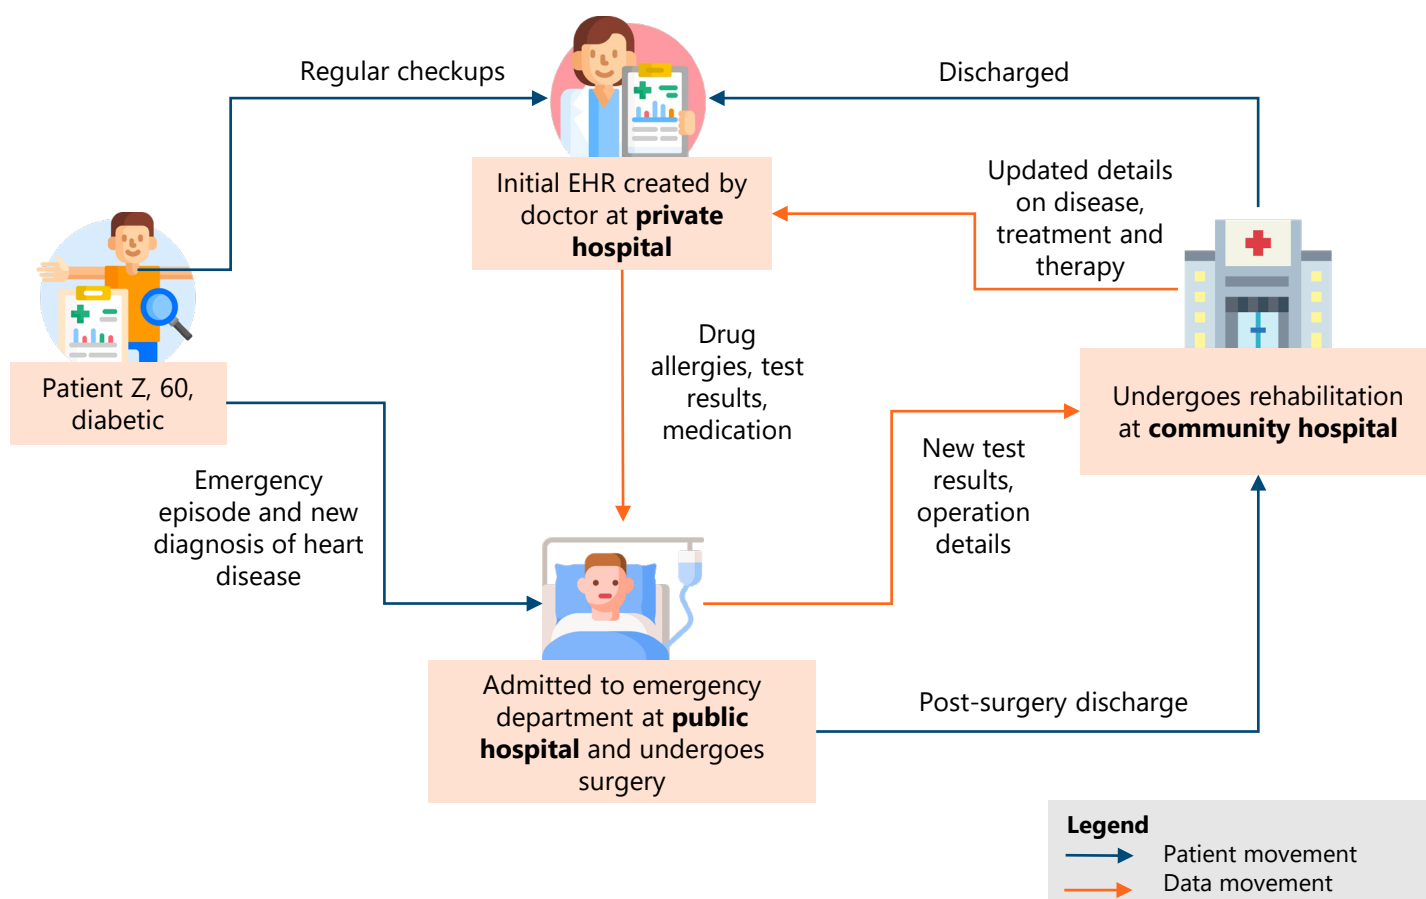 Regular checkups
Discharged
Initial EHR created by
doctor at private
hospital
Updated details
on disease,
treatment and
therapy
Patient Z, 60,
diabetic
Drug
allergies, test
results,
medication
Undergoes rehabilitation
at community hospital
Emergency
episode and new
diagnosis of heart
disease
New test
results,
operation
details
Admitted to emergency
department at public
hospital and undergoes
surgery
Post-surgery discharge
Legend
Patient movement
Data movement